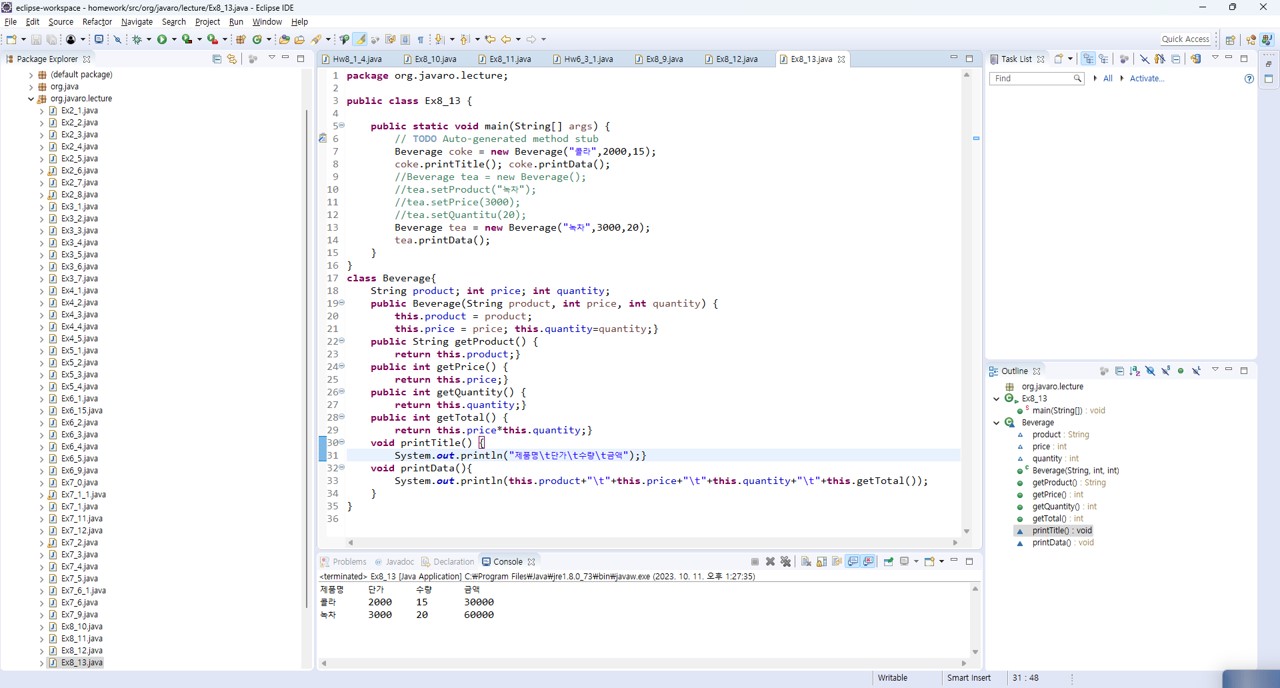 eclipse-workspace - homework/src/org/javaro/lecture/Ex8_13.java - Eclipse IDE
File Edit Source Refactor Navigate Search Project Run Window Help
Quick Access
Package Explorer
(default package)
org.java
org.javaro.lecture
Ex2_1.java
Ex2_2.java
Ex2_3.java
Ex2_4.java
Ex2_5.java
Ex2_6.java
Ex2_7.java
Ex2_8.java
Ex3_1.java
Ex3_2.java
Ex3_3.java
Ex3_4.java
Ex3_5.java
Ex3_6.java
Ex3_7.java
Ex4_1.java
Ex4_2.java
Ex4_3.java
Ex4_4.java
Ex4_5.java
Ex5_1.java
Ex5_2.java
Ex5_3.java
Ex5_4.java
Ex6_1.java
Ex6_15.java
Ex6_2.java
Ex6_3.java
Ex6_4.java
Ex6_5.java
Ex6_9.java
Ex7_0.java
Ex7_1_1.java
Ex7_1.java
Ex7_11.java
Ex7_12.java
Ex7_2.java
Ex7_3.java
Ex7_4.java
Ex7_5.java
Ex7_6_1.java
Ex7_6.java
Ex7_9.java
Ex8_10.java
Ex8_11.java
Ex8_12.java
Ex8_13.java
Hw8_1_4.java Ex8_10.java Ex8_11.java Hw6_3_1.java Ex8_9.java Ex8_12.java Ex8_13.java
1 package org.javaro.lecture;
2
3 public class Ex8_13 {
4
5 public static void main(String[] args) {
6 // TODO Auto-generated method stub
7 Beverage coke = new Beverage("콜라",2000,15);
8 coke.printTitle(); coke.printData();
9 //Beverage tea = new Beverage();
10 //tea.setProduct("녹차");
11 //tea.setPrice(3000);
12 //tea.setQuantitu(20);
13 Beverage tea = new Beverage("녹차",3000,20);
14 tea.printData();
15 }
16 }
17 class Beverage{
18 String product; int price; int quantity;
19 public Beverage(String product, int price, int quantity) {
20 this.product = product;
21 this.price = price; this.quantity=quantity;}
22 public String getProduct() {
23 return this.product;}
24 public int getPrice() {
25 return this.price;}
26 public int getQuantity() {
27 return this.quantity;}
28 public int getTotal() {
29 return this.price*this.quantity;}
30 void printTitle() {
31 System.out.println("제품명\t단가\t수량\t금액");}
32 void printData(){
33 System.out.println(this.product+"\t"+this.price+"\t"+this.quantity+"\t"+this.getTotal());
34 }
35 }
36
Problems Javadoc Declaration Console
<terminated> Ex8_13 [Java Application] C:₩Program Files₩Java₩jre1.8.0_73₩bin₩javaw.exe (2023. 10. 11. 오후 1:27:35)
제품명 단가 수량 금액
콜라 2000 15 30000
녹차 3000 20 60000
Task List
Find All Activate...
Outline
org.javaro.lecture
Ex8_13
main(String[]) : void
Beverage
product : String
price : int
quantity : int
Beverage(String, int, int)
getProduct() : String
getPrice() : int
getQuantity() : int
getTotal() : int
printTitle() : void
printData() : void
Writable Smart Insert 31 : 48